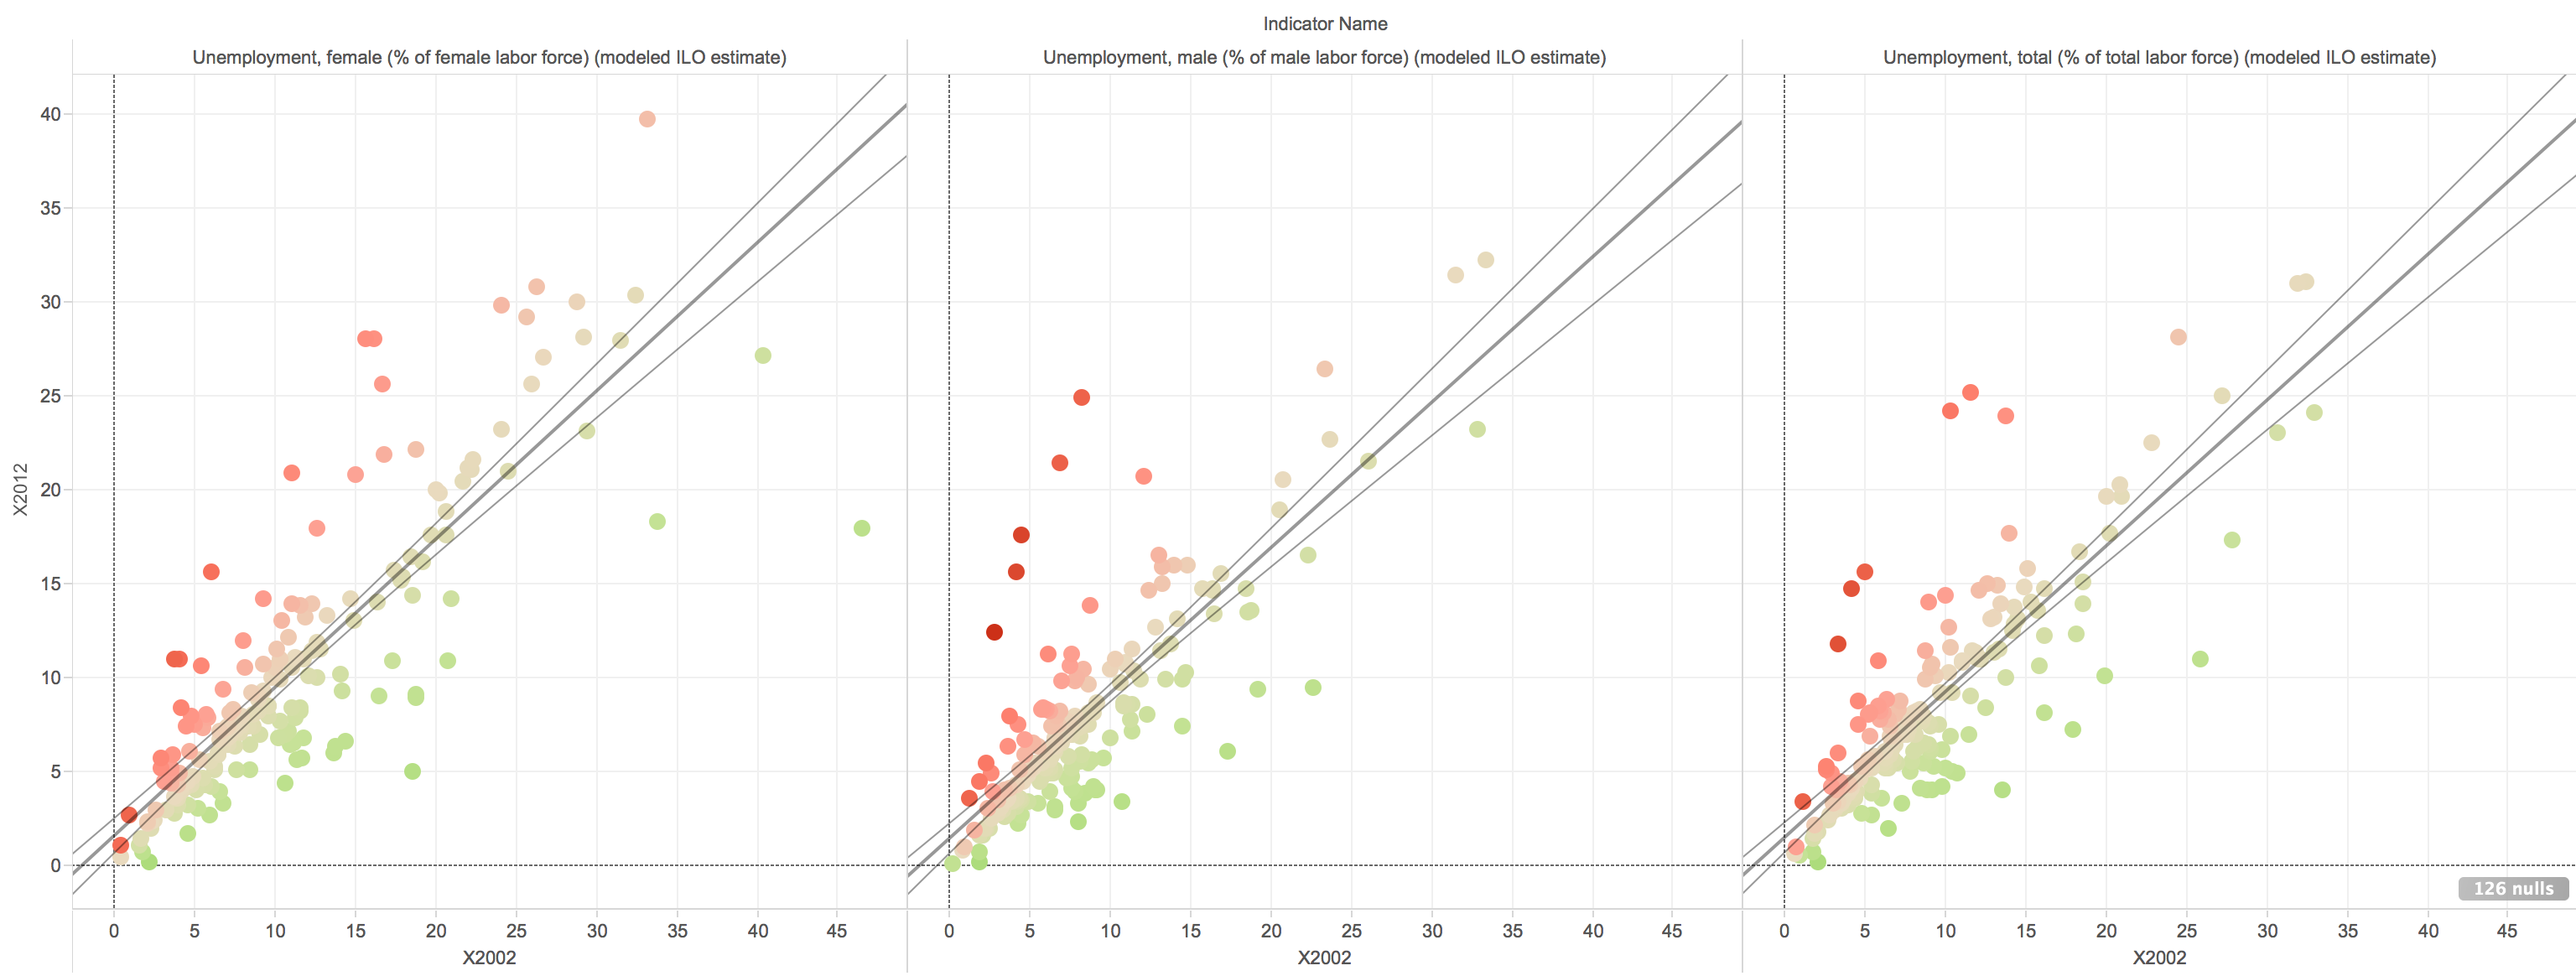 Indicator Name
Unemployment, female (% of female labor force) (modeled ILO estimate)
Unemployment, male (% of male labor force) (modeled ILO estimate)
Unemployment, total (% of total labor force) (modeled ILO estimate)
40
35
30
25
20
15
10
5
0
X2012
126 nulls
0 5 10 15 20 25 30 35 40 45
0 5 10 15 20 25 30 35 40 45
0 5 10 15 20 25 30 35 40 45
X2002
X2002
X2002